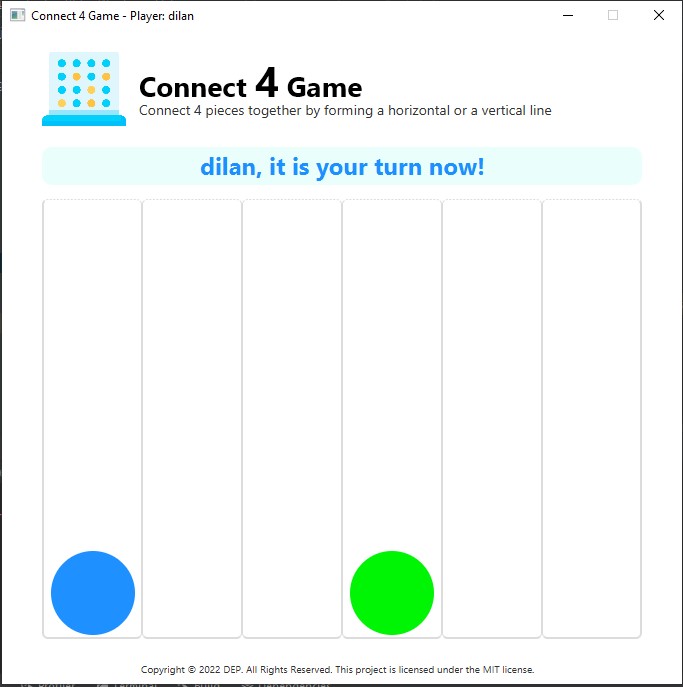 Connect 4 Game - Player: dilan
Connect 4 Game
Connect 4 pieces together by forming a horizontal or a vertical line
dilan, it is your turn now!
Copyright © 2022 DEP. All Rights Reserved. This project is licensed under the MIT license.